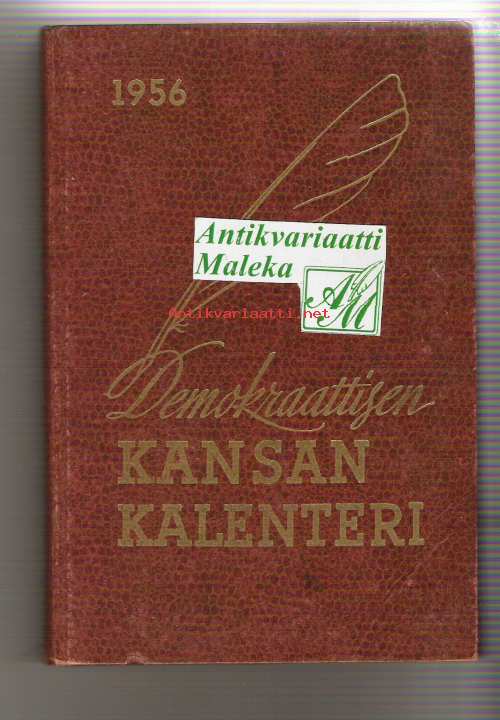 1956
Antikvariaatti
Maleka
AM
Antikvariaatti.net
Demokraattisen
KANSAN
KALENTERI